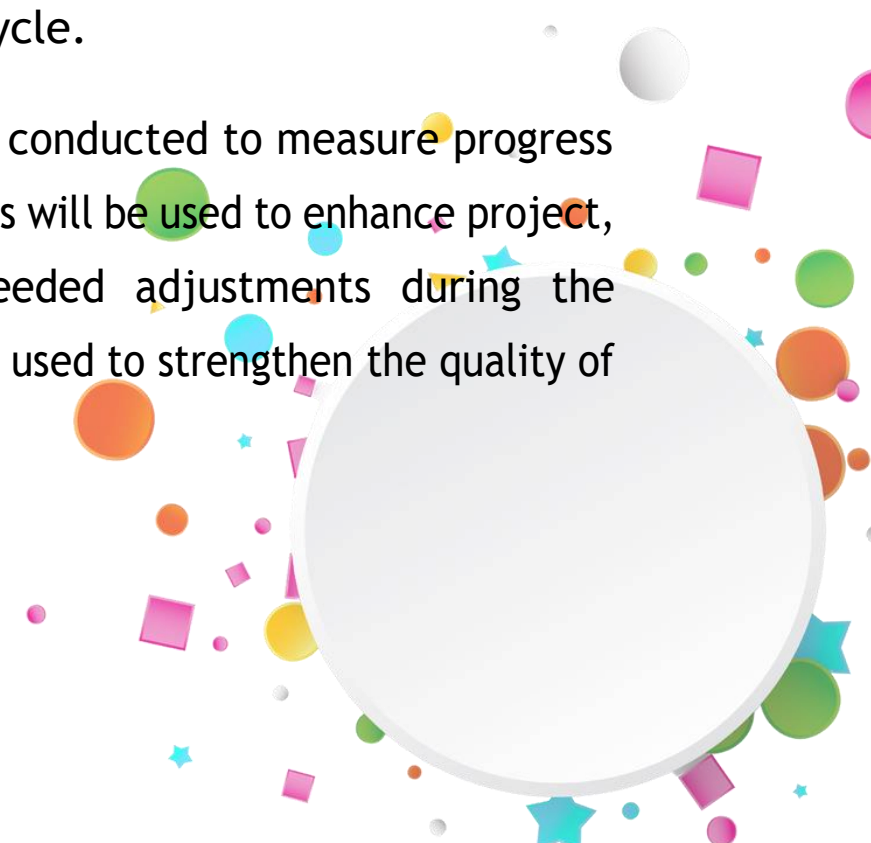 ycle.
conducted to measure progress
s will be used to enhance project,
eeded adjustments during the
used to strengthen the quality of